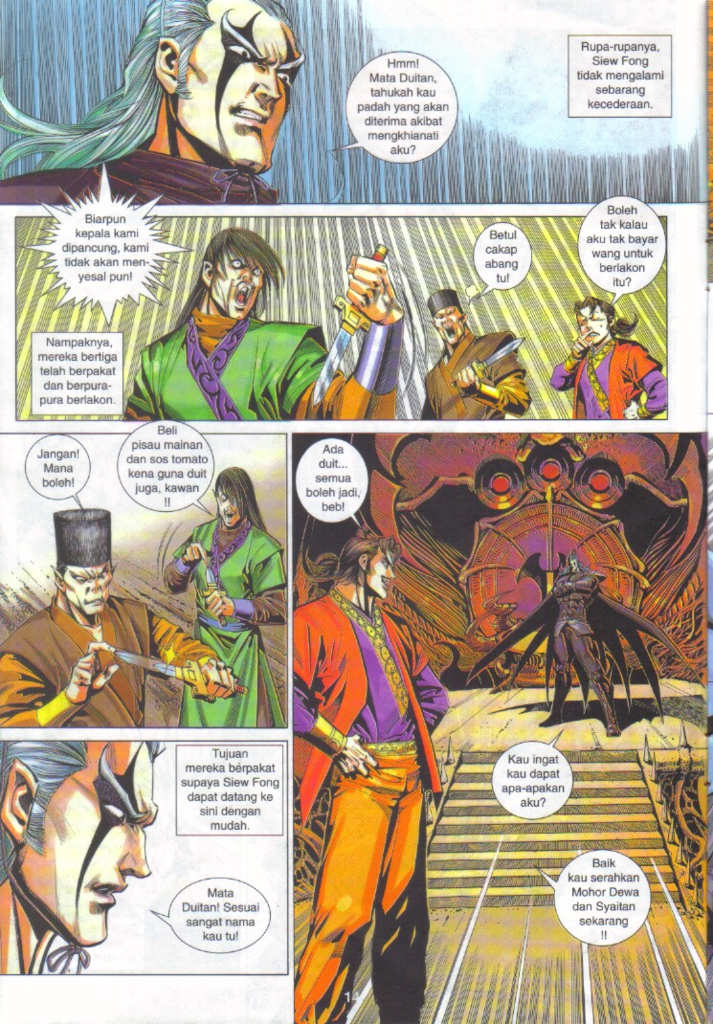 Hmm!
Mata Duitan,
tahukah kau
padah yang akan
diterima akibat
mengkhianati
aku?
Rupa-rupanya,
Siew Fong
tidak mengalami
sebarang
kecederaan.
Biarpun
kepala kami
dipancung, kami
tidak akan men-
yesal pun!
Nampaknya,
mereka bertiga
telah berpakat
dan berpura-
pura berlakon.
Betul
cakap
abang
tu!
Boleh
tak kalau
aku tak bayar
wang untuk
berlakon
itu?
Jangan!
Mana
boleh!
Beli
pisau mainan
dan sos tomato
kena guna duit
juga, kawan
!!
Ada
duit...
semua
boleh jadi,
beb!
Tujuan
mereka berpakat
supaya Siew
Fong dapat
dapat datang ke
sini dengan
mudah.
Mata
Duitan! Sesuai
sangat nama
kau tu!
Kau ingat
kau dapat
apa-apakan
aku?
Baik
kau serahkan
Mohor Dewa
dan Syaitan
sekarang
!!
14